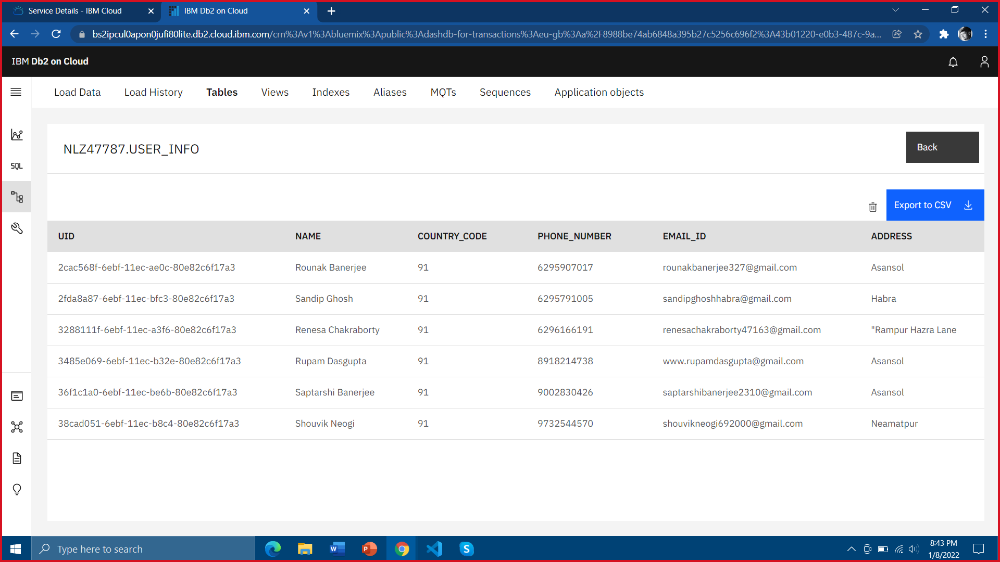 Service Details - IBM Cloud
IBM Db2 on Cloud
bs2ipcul0apon0jufi80lite.db2.cloud.ibm.com/crn%3Av1%3Abluemix%3Apublic%3Adashdb-for-transactions%3Aeu-gb%3Aa%2F8988be74ab6848a395b27c5256c696f2%3A43b01220-e0b3-487c-9a...
IBM Db2 on Cloud
Load Data Load History Tables Views Indexes Aliases MQTs Sequences Application objects
NLZ47787.USER_INFO
Back
SQL
Export to CSV
UID NAME COUNTRY_CODE PHONE_NUMBER EMAIL_ID ADDRESS
2cac568f-6ebf-11ec-ae0c-80e82c6f17a3 Rounak Banerjee 91 6295907017 rounakbanerjee327@gmail.com Asansol
2fda8a87-6ebf-11ec-bfc3-80e82c6f17a3 Sandip Ghosh 91 6295791005 sandipghoshhabra@gmail.com Habra
3288111f-6ebf-11ec-a3f6-80e82c6f17a3 Renesa Chakraborty 91 6296166191 renesachakraborty47163@gmail.com "Rampur Hazra Lane
3485e069-6ebf-11ec-b32e-80e82c6f17a3 Rupam Dasgupta 91 8918214738 www.rupamdasgupta@gmail.com Asansol
36f1c1a0-6ebf-11ec-be6b-80e82c6f17a3 Saptarshi Banerjee 91 9002830426 saptarshibanerjee2310@gmail.com Asansol
38cad051-6ebf-11ec-b8c4-80e82c6f17a3 Shouvik Neogi 91 9732544570 shouvikneogi692000@gmail.com Neamatpur
Type here to search
8:43 PM
1/8/2022